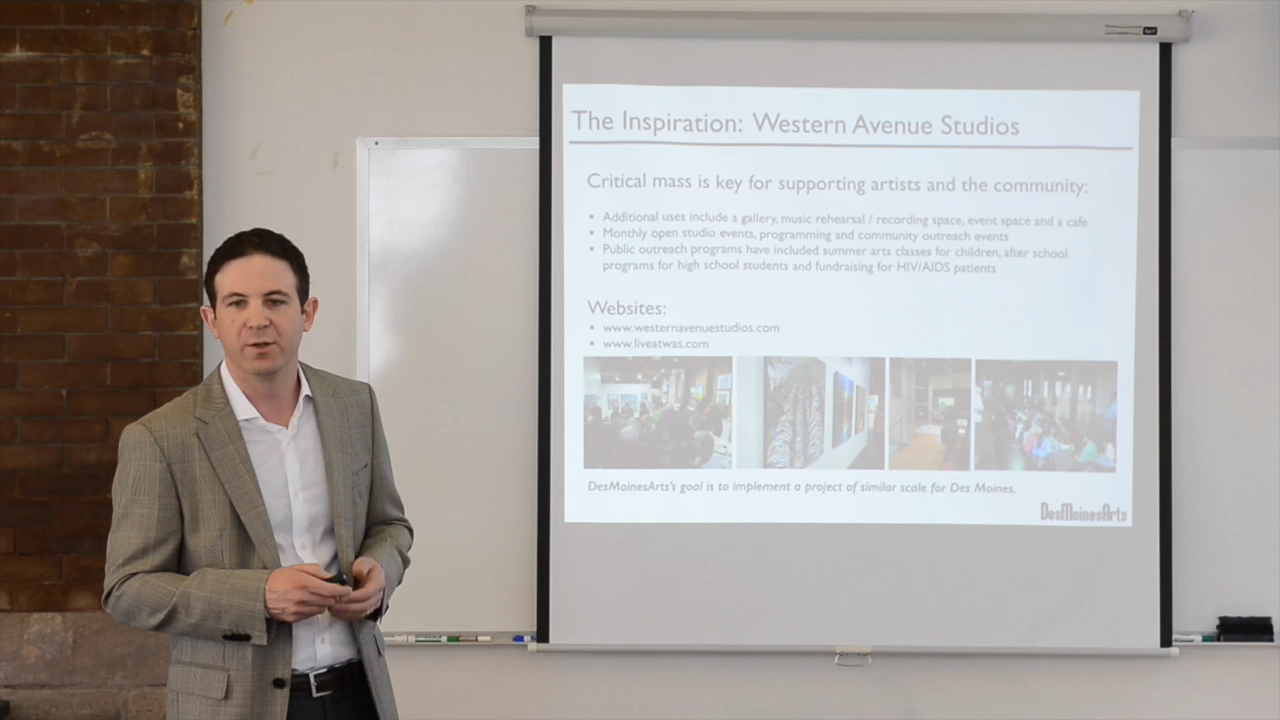 The Inspiration: Western Avenue Studios
Critical mass is key for supporting artists and the community:
• Additional uses include a gallery, music rehearsal / recording space, event space and a cafe
• Monthly open studio events, programming and community outreach events
• Public outreach programs have included summer arts classes for children, after school
programs for high school students and fundraising for HIV/AIDS patients
Websites:
• www.westernavenuestudios.com
• www.liveatwas.com
DesMoinesArts's goal is to implement a project of similar scale for Des Moines.
DesMoinesArts